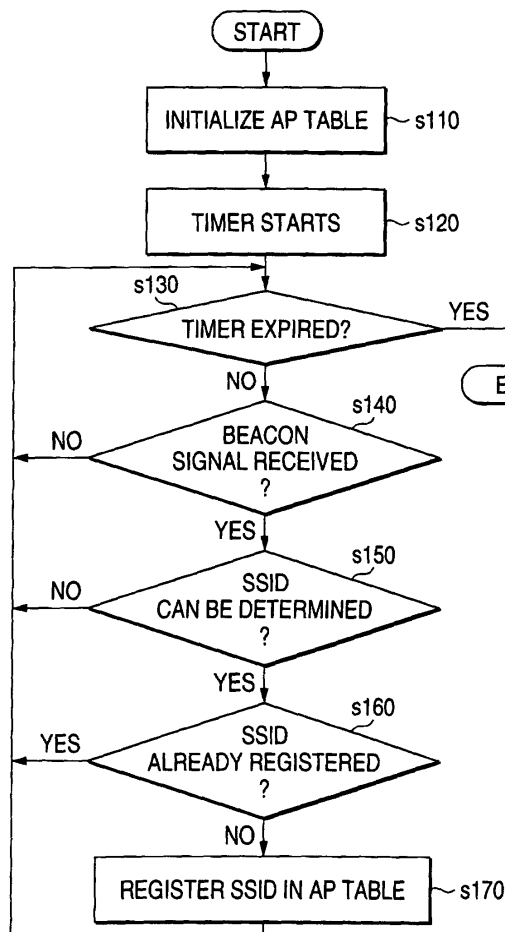 START
INITIALIZE AP TABLE
s110
TIMER STARTS
s120
s130
TIMER EXPIRED?
YES
NO
E
s140
BEACON
SIGNAL RECEIVED
?
NO
YES
s150
SSID
CAN BE DETERMINED
?
NO
YES
s160
SSID
ALREADY REGISTERED
?
YES
NO
REGISTER SSID IN AP TABLE
s170